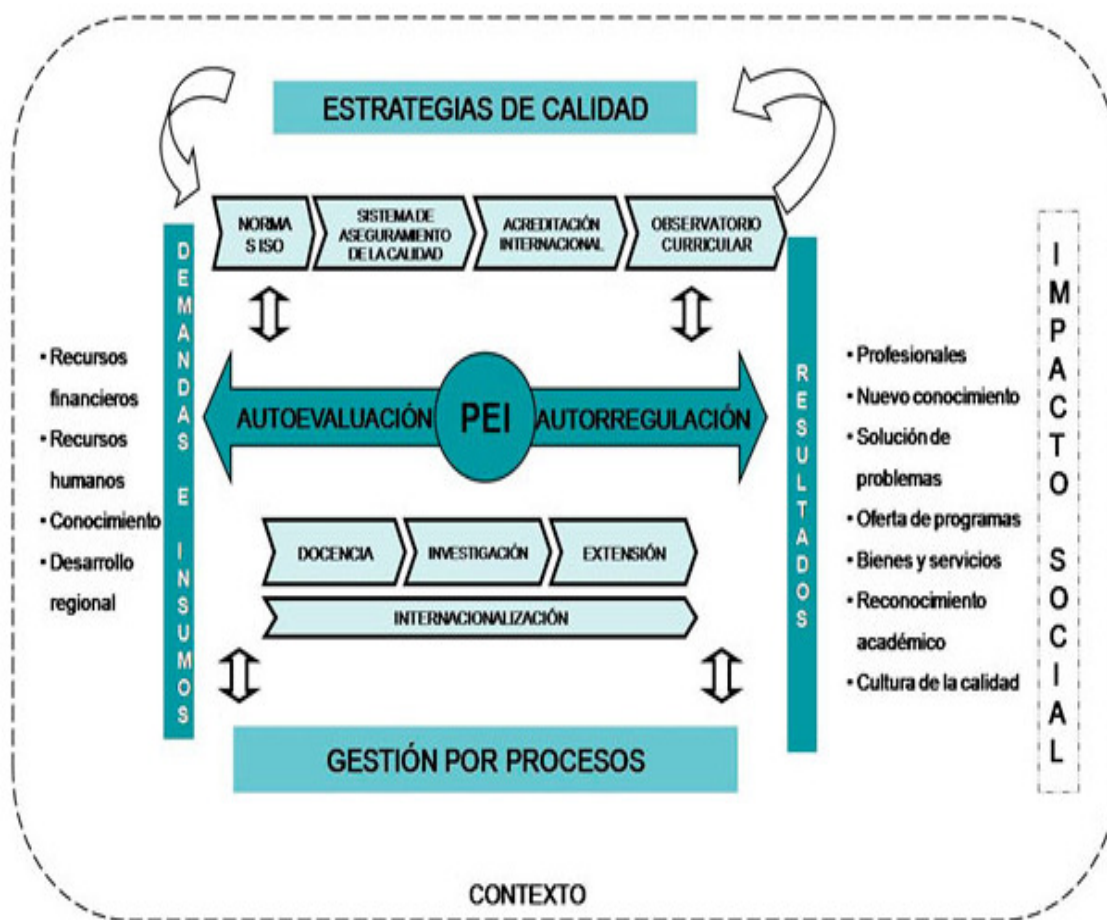 ESTRATEGIAS DE CALIDAD
NORMA
S ISO
SISTEMA DE
ASEGURAMIENTO
DE LA CALIDAD
ACREDITACIÓN
INTERNACIONAL
OBSERVATORIO
CURRICULAR
DEMANDAS E INSUMOS
• Recursos
financieros
• Recursos
humanos
• Conocimiento
• Desarrollo
regional
AUTOEVALUACIÓN
PEI
AUTORREGULACIÓN
DOCENCIA
INVESTIGACIÓN
EXTENSIÓN
INTERNACIONALIZACIÓN
GESTIÓN POR PROCESOS
RESULTADOS
• Profesionales
• Nuevo conocimiento
• Solución de
problemas
• Oferta de programas
• Bienes y servicios
• Reconocimiento
académico
• Cultura de la calidad
IMPACTO SOCIAL
CONTEXTO